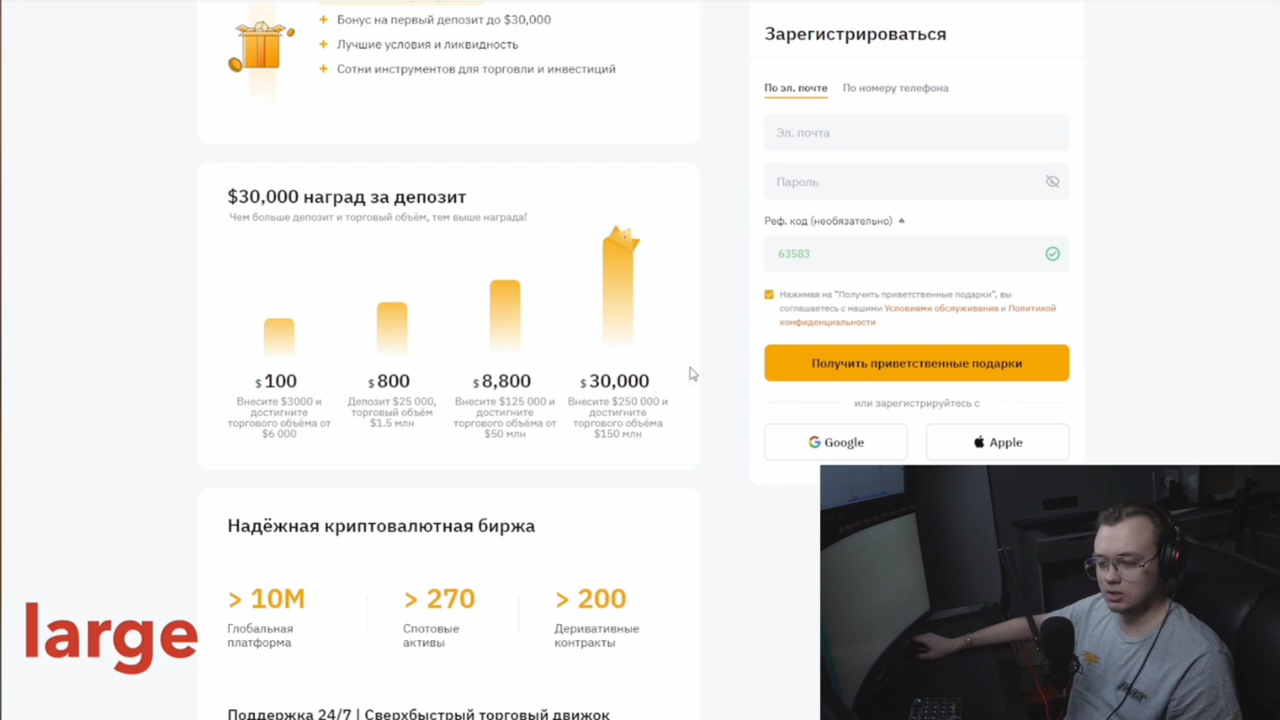 Бонус на первый депозит до $30,000
Лучшие условия и ликвидность
Сотни инструментов для торговли и инвестиций
$30,000 наград за депозит
Чем больше депозит и торговый объём, тем выше награда!
$ 100
Внесите $3000 и
достигните
торгового объёма от
$6 000
$ 800
Депозит $25 000,
торговый объём
$1.5 млн
$ 8,800
Внесите $125 000 и
достигните
торгового объёма от
$50 млн
$ 30,000
Внесите $250 000 и
достигните
торгового объёма
$150 млн
Надёжная криптовалютная биржа
> 10M
Глобальная
платформа
> 270
Спотовые
активы
> 200
Деривативные
контракты
Поддержка 24/7 | Сверхбыстрый торговый движок
Зарегистрироваться
По эл. почте
По номеру телефона
Эл. почта
Пароль
Реф. код (необязательно)
63583
Нажимая на "Получить приветственные подарки", вы
соглашаетесь с нашими Условиями обслуживания и Политикой
конфиденциальности
Получить приветственные подарки
или зарегистрируйтесь с
Google
Apple
large